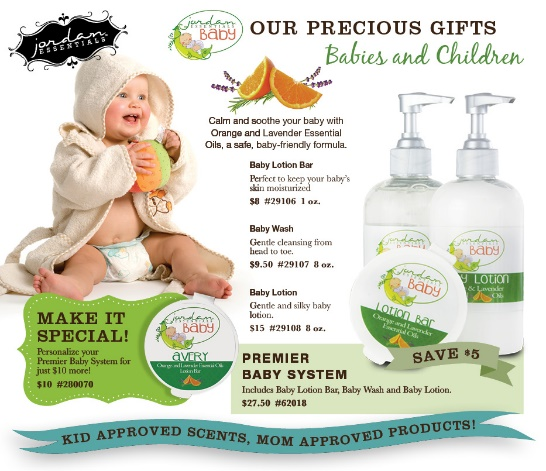 jordan
ESSENTIALS
jordan
ESSENTIALS
BABY
OUR PRECIOUS GIFTS
Babies and Children
Calm and soothe your baby with
Orange and Lavender Essential
Oils, a safe, baby-friendly formula.
Baby Lotion Bar
Perfect to keep your baby's
skin moisturized
$8 #29106 1 oz.
Baby Wash
Gentle cleansing from
head to toe.
$9.50 #29107 8 oz.
Baby Lotion
Gentle and silky baby
lotion.
$15 #29108 8 oz.
jordan
BABY
jordan
BABY
LOTION
& Lavender
Oils
jordan
BABY
LOTION BAR
Orange and Lavender
Essential Oils
MAKE IT
SPECIAL!
Personalize your
Premier Baby System for
just $10 more!
$10 #280070
jordan
BABY
AVERY
Orange and Lavender Essential Oils
Lotion Bar
PREMIER
BABY SYSTEM
SAVE $5
Includes Baby Lotion Bar, Baby Wash and Baby Lotion.
$27.50 #62018
KID APPROVED SCENTS, MOM APPROVED PRODUCTS!